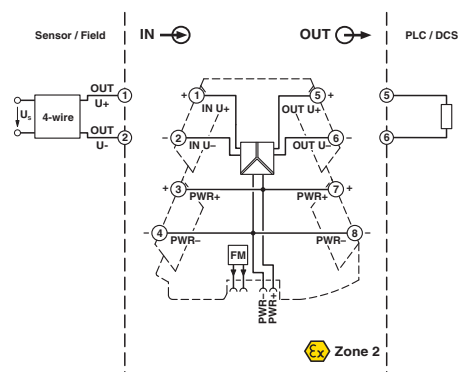 Sensor / Field
IN
OUT
PLC / DCS
OUT
U+
1
+ 1
IN U+
5 +
OUT U+
5
Us
4-wire
OUT
U-
2
– 2
IN U–
6 –
OUT U–
6
+ 3
PWR+
7 +
PWR+
– 4
PWR–
8 –
PWR–
FM
PWR–
PWR+
Ex Zone 2